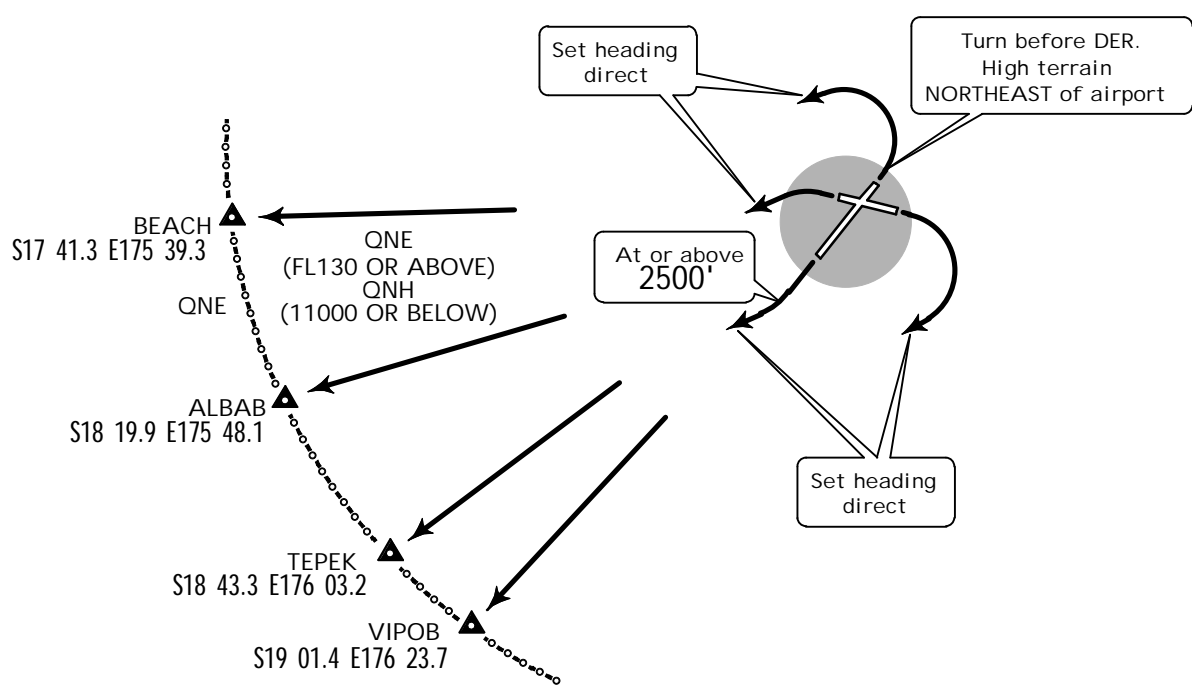 Set heading
direct
Turn before DER.
High terrain
NORTHEAST of airport
BEACH
S17 41.3 E175 39.3
QNE
(FL130 OR ABOVE)
QNH
(11000 OR BELOW)
QNE
At or above
2500'
ALBAB
S18 19.9 E175 48.1
Set heading
direct
TEPEK
S18 43.3 E176 03.2
VIPOB
S19 01.4 E176 23.7